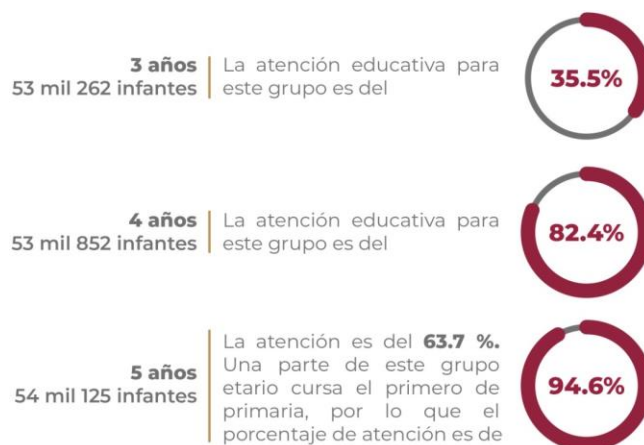 3 años
53 mil 262 infantes
La atención educativa para
este grupo es del
35.5%
4 años
53 mil 852 infantes
La atención educativa para
este grupo es del
82.4%
5 años
54 mil 125 infantes
La atención es del 63.7 %.
Una parte de este grupo
etario cursa el primero de
primaria, por lo que el
porcentaje de atención es de
94.6%